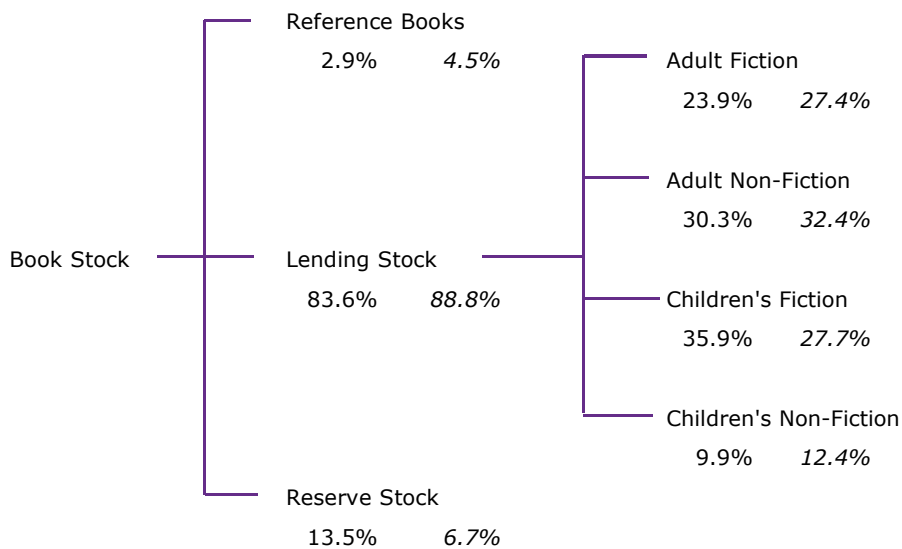 Reference Books
2.9% 4.5%
Adult Fiction
23.9% 27.4%
Adult Non-Fiction
30.3% 32.4%
Book Stock
Lending Stock
83.6% 88.8%
Children's Fiction
35.9% 27.7%
Children's Non-Fiction
9.9% 12.4%
Reserve Stock
13.5% 6.7%